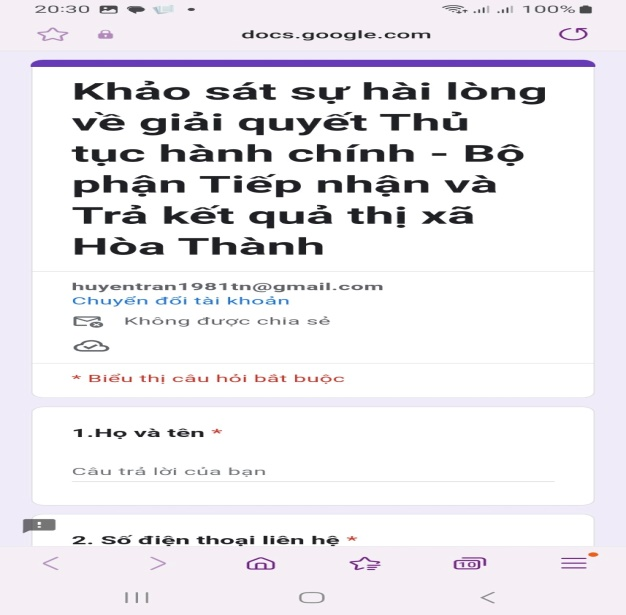 20:30 100%
docs.google.com
Khảo sát sự hài lòng
về giải quyết Thủ
tục hành chính - Bộ
phận Tiếp nhận và
Trả kết quả thị xã
Hòa Thành
huyentran1981tn@gmail.com
Chuyển đổi tài khoản
Không được chia sẻ
* Biểu thị câu hỏi bắt buộc
1.Họ và tên *
Câu trả lời của bạn
2. Số điện thoại liên hệ *
10